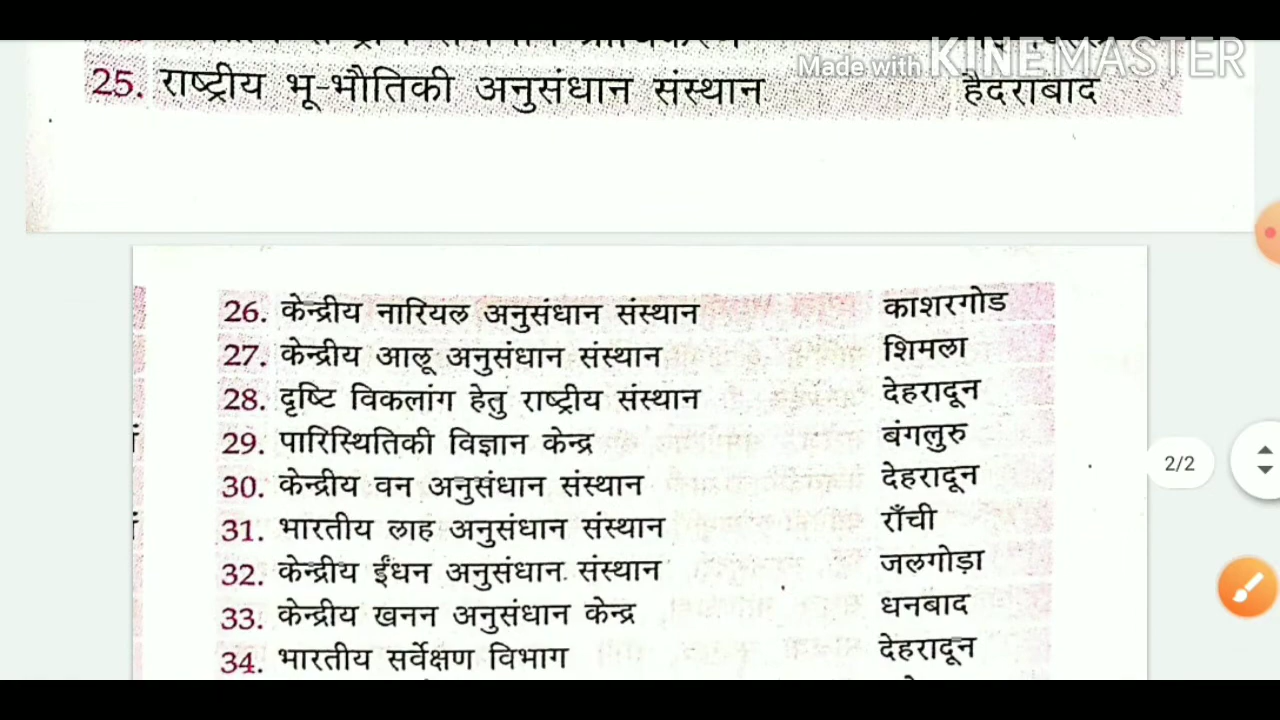 Made with KINEMASTER
25. राष्ट्रीय भू-भौतिकी अनुसंधान संस्थान हैदराबाद
26. केन्द्रीय नारियल अनुसंधान संस्थान काशरगोड
27. केन्द्रीय आलू अनुसंधान संस्थान शिमला
28. दृष्टि विकलांग हेतु राष्ट्रीय संस्थान देहरादून
29. पारिस्थितिकी विज्ञान केन्द्र बंगलुरु
30. केन्द्रीय वन अनुसंधान संस्थान देहरादून
2/2
31. भारतीय लाह अनुसंधान संस्थान राँची
32. केन्द्रीय ईंधन अनुसंधान संस्थान जलगोड़ा
33. केन्द्रीय खनन अनुसंधान केन्द्र धनबाद
34. भारतीय सर्वेक्षण विभाग देहरादून